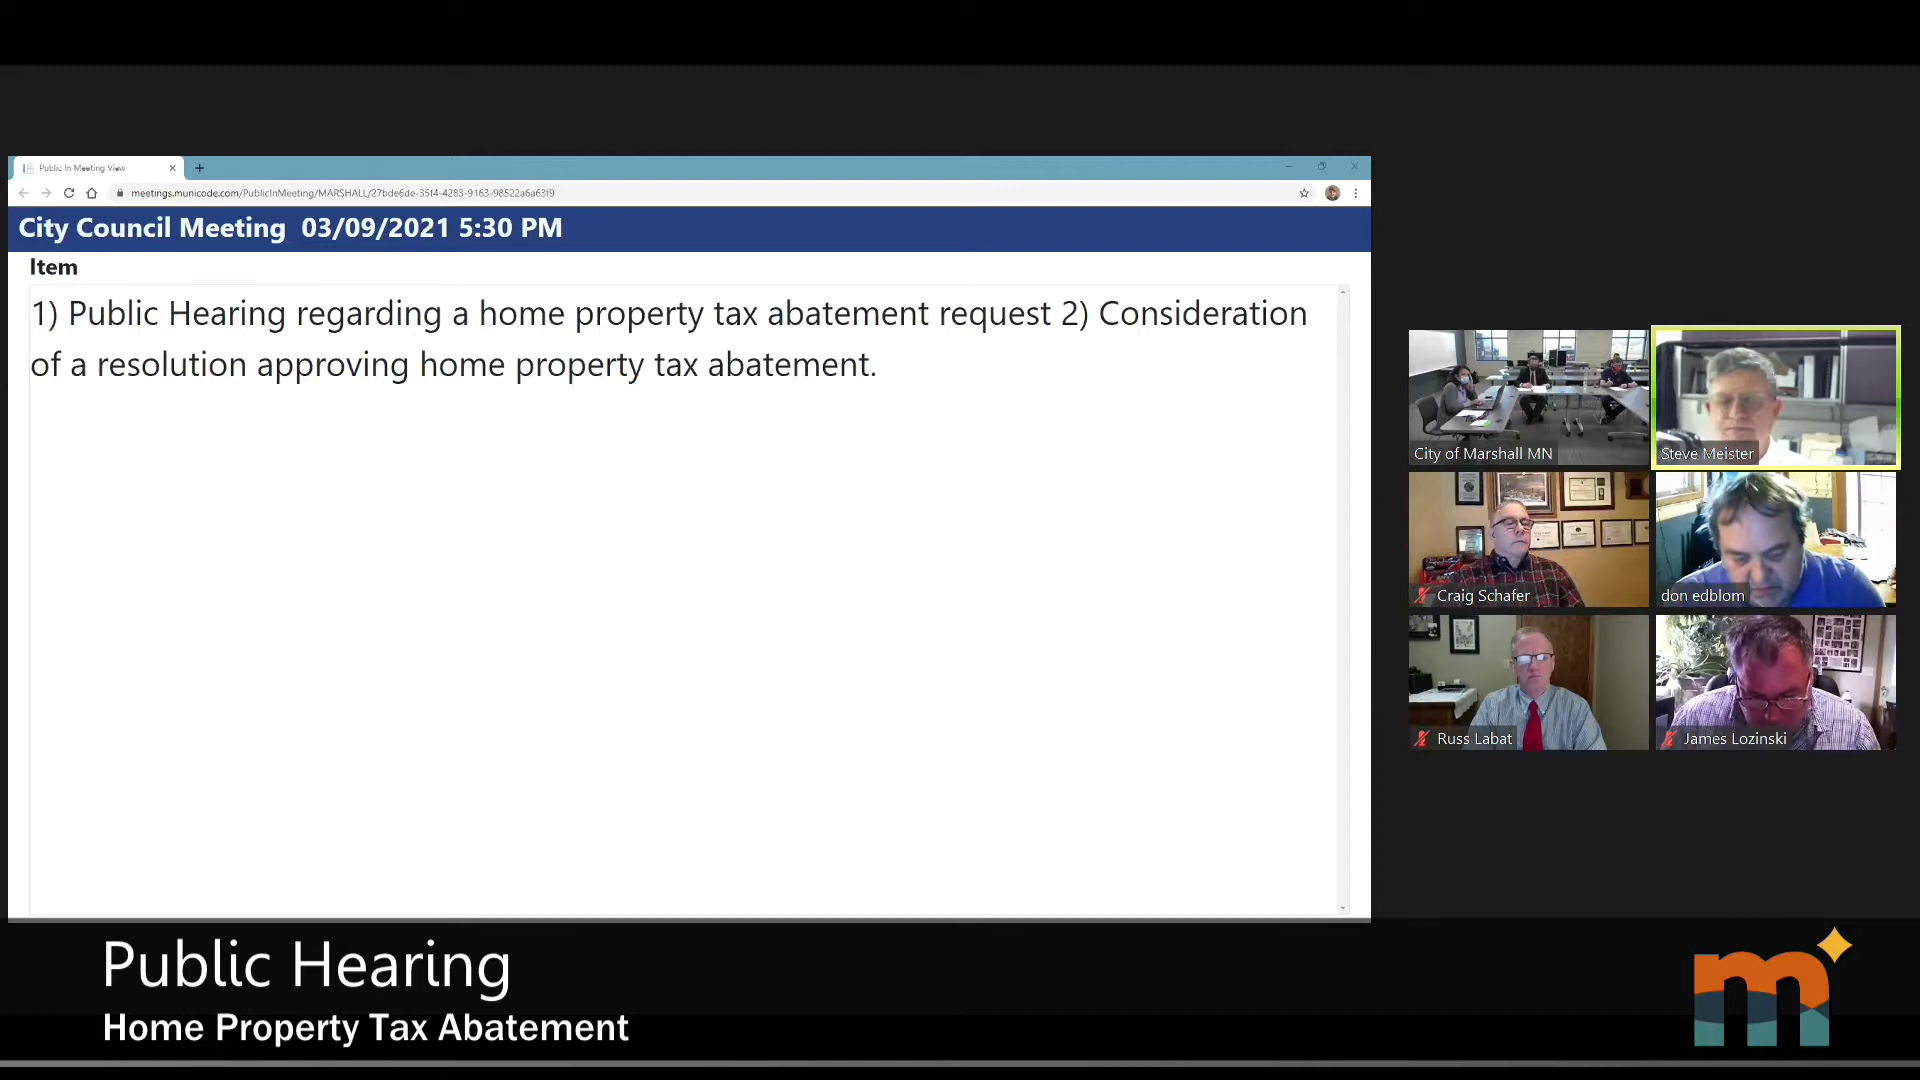 Public In Meeting View
meetings.municode.com/PublicInMeeting/MARSHALL/27bde6de-35f4-4283-9163-98522a6a63f9
City Council Meeting 03/09/2021 5:30 PM
Item
1) Public Hearing regarding a home property tax abatement request 2) Consideration
of a resolution approving home property tax abatement.
City of Marshall MN
Steve Meister
Craig Schafer
don edblom
Russ Labat
James Lozinski
Public Hearing
Home Property Tax Abatement
m